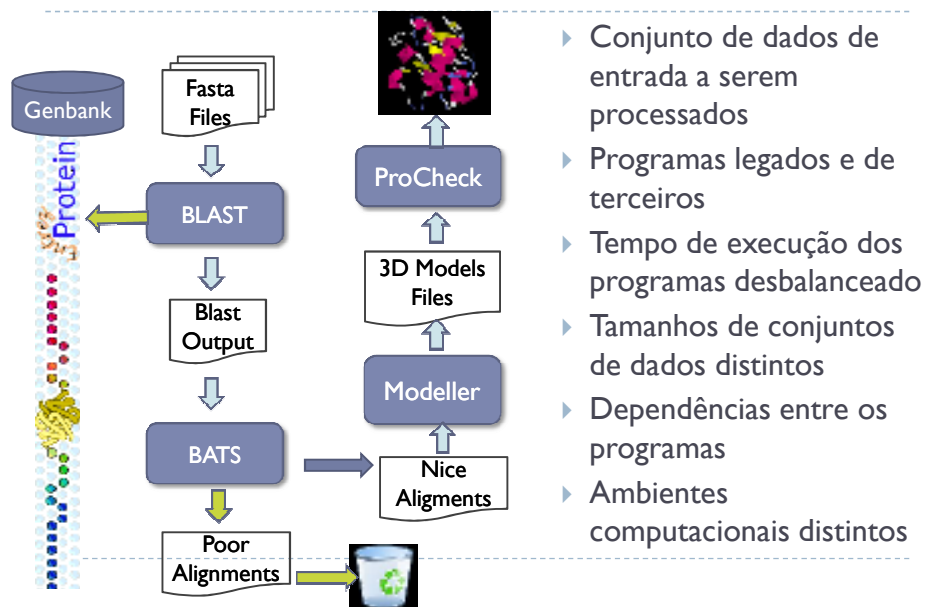 Genbank
Protein
Fasta
Files
BLAST
Blast
Output
BATS
Poor
Alignments
ProCheck
3D Models
Files
Modeller
Nice
Aligments
Conjunto de dados de
entrada a serem
processados
Programas legados e de
terceiros
Tempo de execução dos
programas desbalanceado
Tamanhos de conjuntos
de dados distintos
Dependências entre os
programas
Ambientes
computacionais distintos